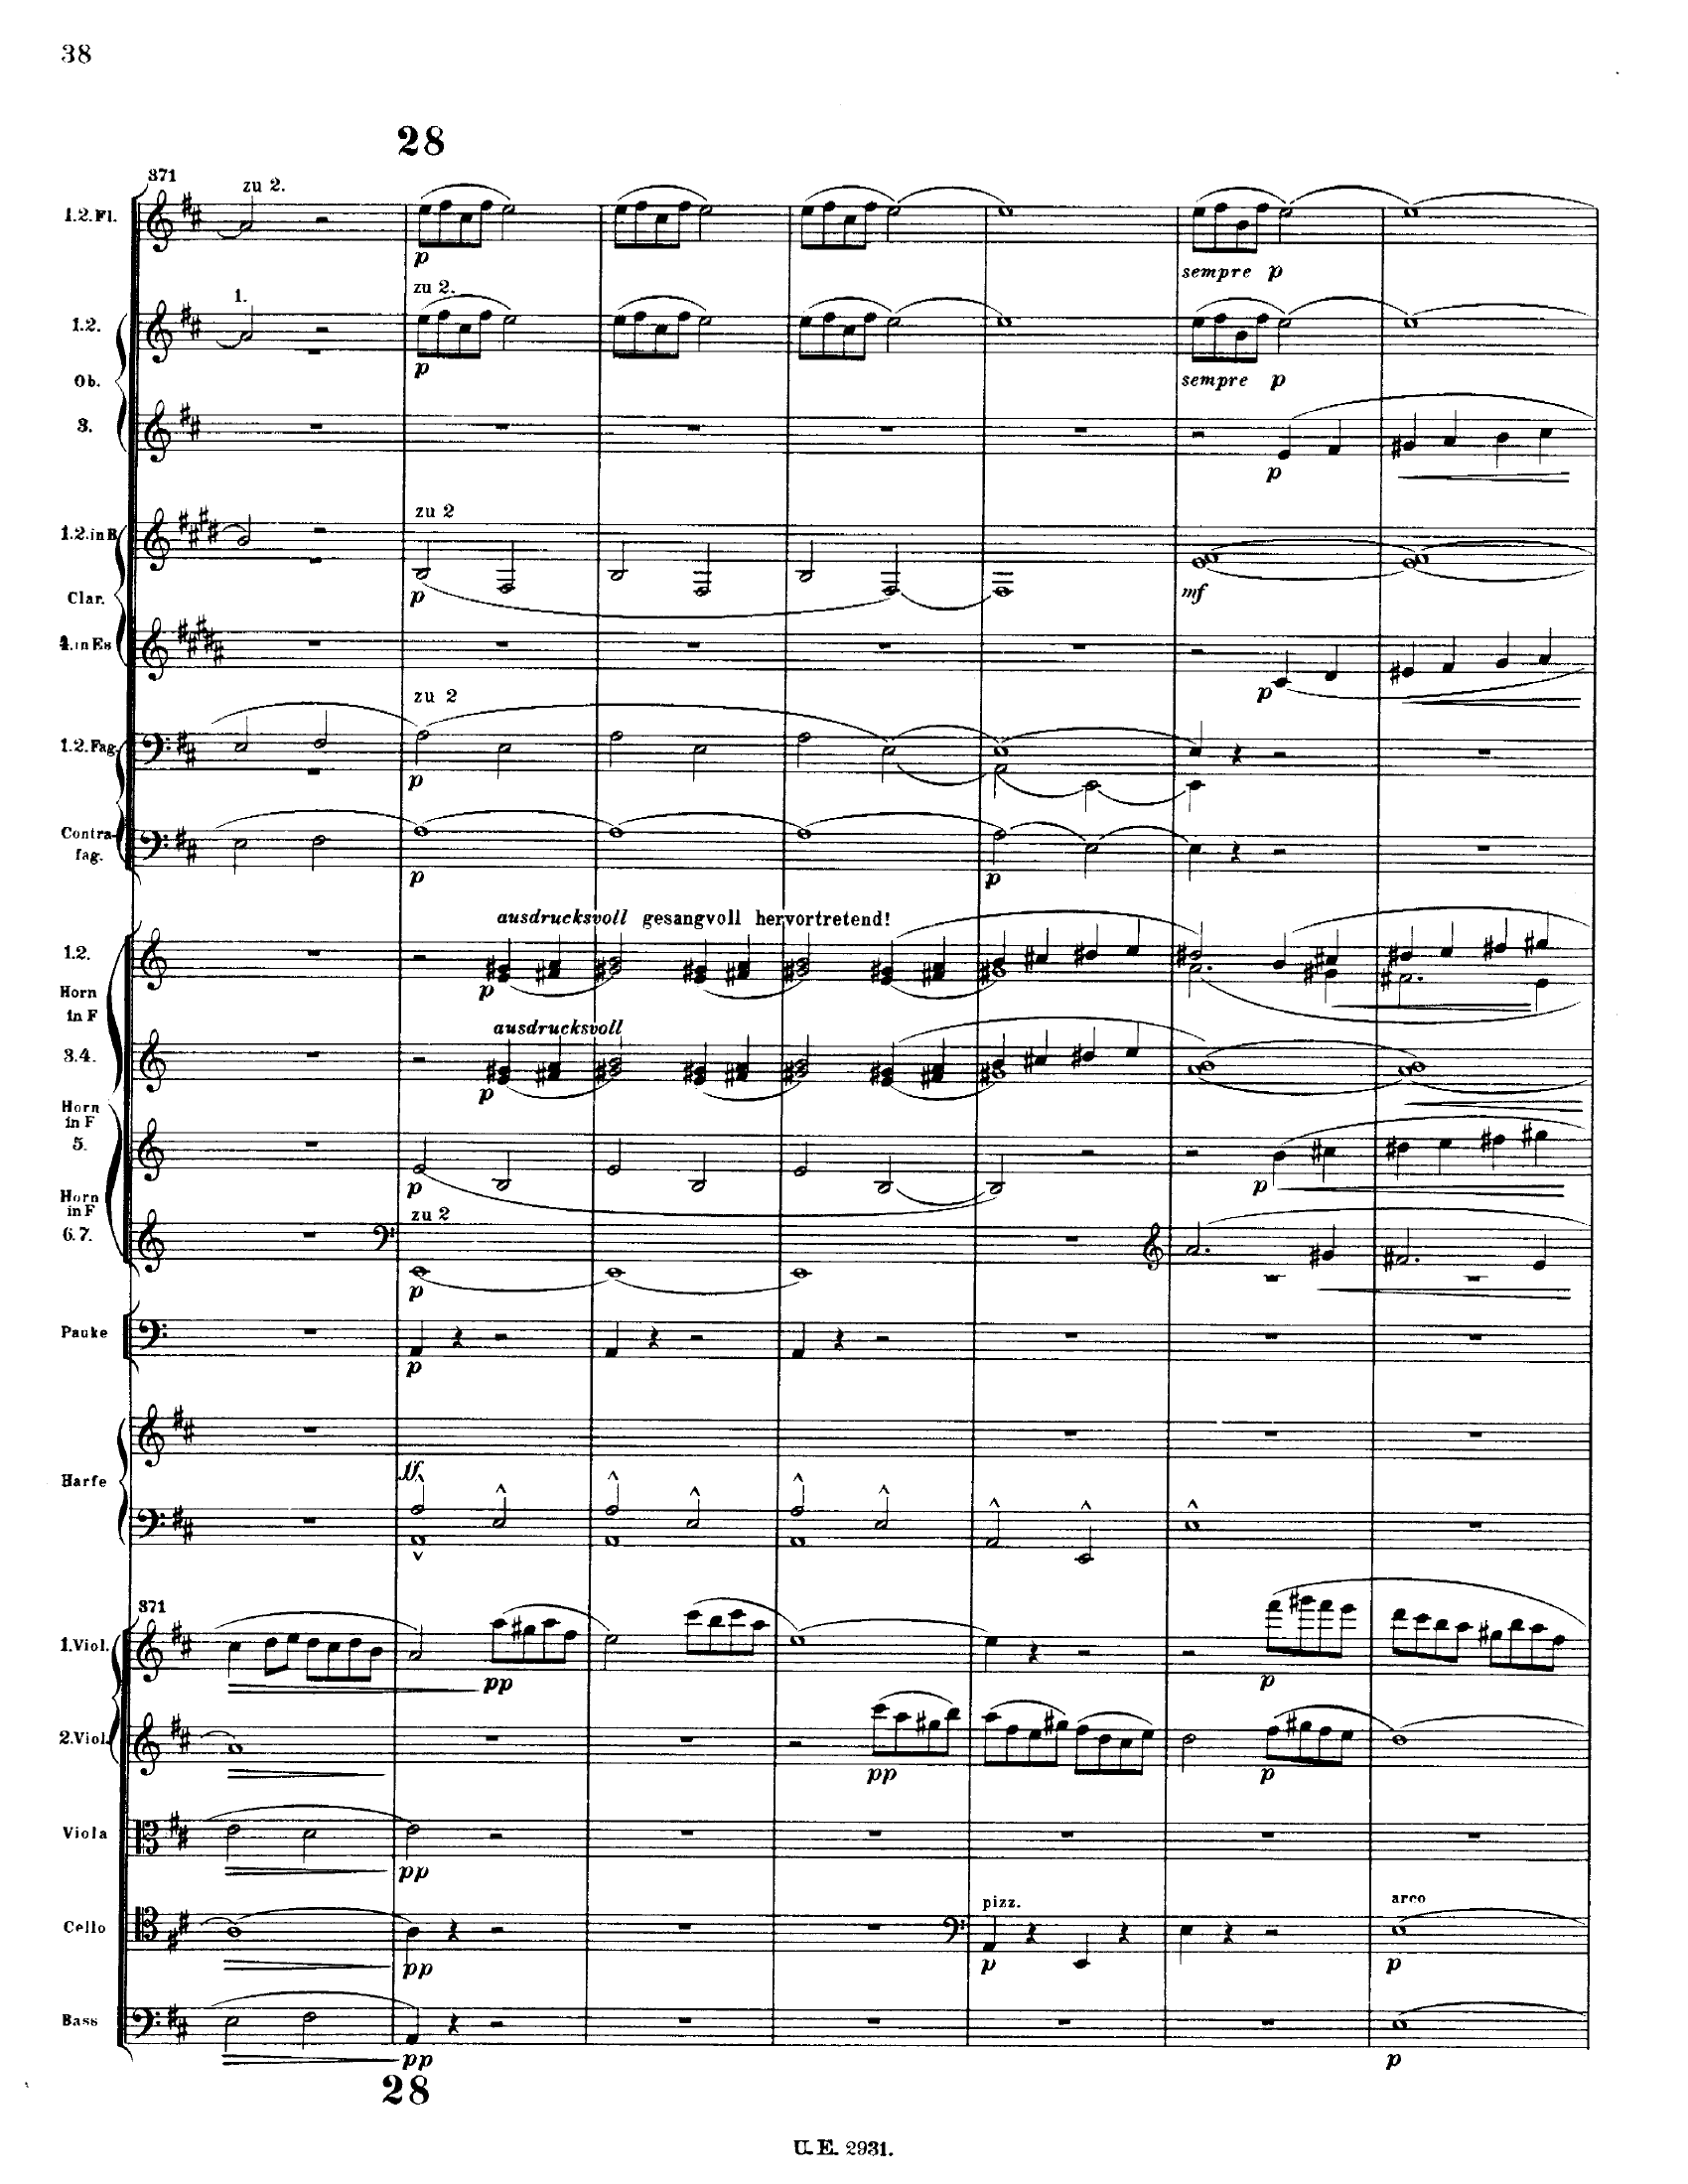 38
28
371
zu 2.
1.2. Fl.
p
sempre p
1.
zu 2.
1.2.
p
sempre p
Ob.
3.
p
zu 2
1.2. in B
p
mf
Clar.
4. in Es
p
zu 2
1.2. Fag.
p
Contra-
fag.
p
p
ausdrucksvoll gesangvoll hervortretend!
1.2.
p
Horn
in F
ausdrucksvoll
3.4.
p
Horn
in F
5.
p
p
Horn
in F
zu 2
6.7.
p
Pauke
p
ff
Harfe
371
1.Viol.
pp
p
2.Viol.
pp
p
Viola
pp
pizz.
arco
Cello
pp
p
p
Bass
pp
p
28
U. E. 2931.